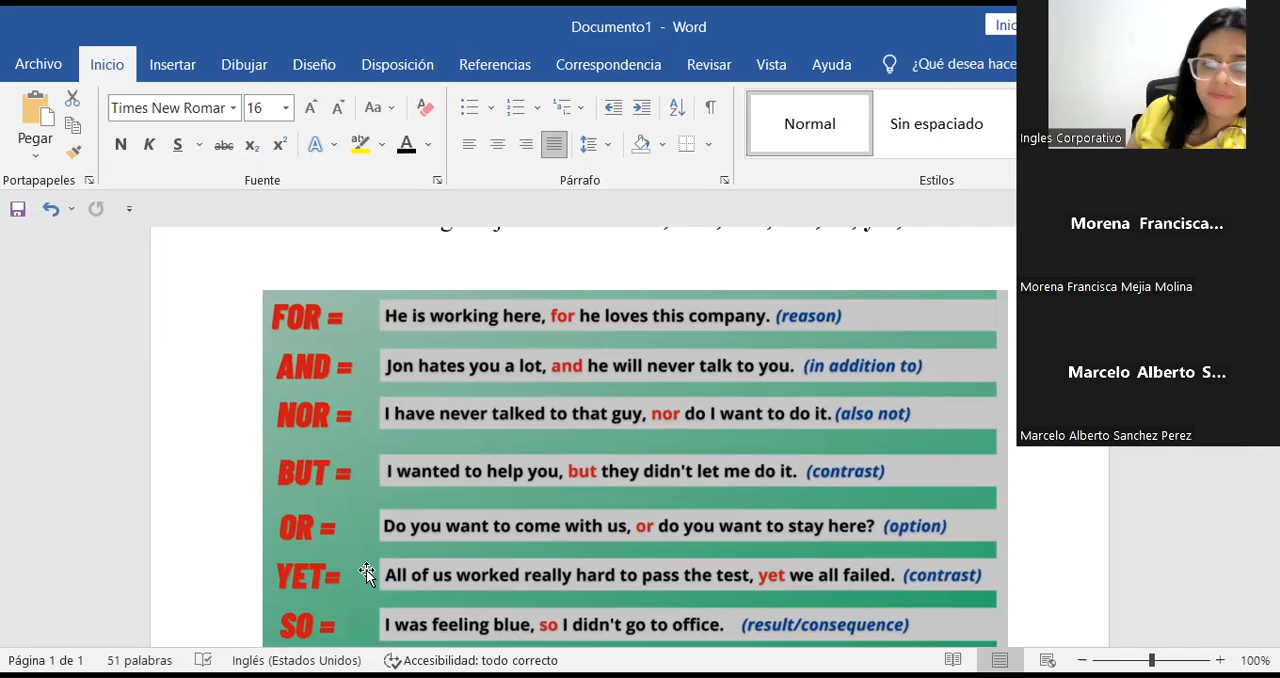 Documento1 - Word
Inic
Archivo Inicio Insertar Dibujar Diseño Disposición Referencias Correspondencia Revisar Vista Ayuda ¿Qué desea hace
Times New Romar 16 Aa
Pegar
N K S abc x₂ x² A A
Normal Sin espaciado
Portapapeles Fuente Párrafo Estilos
Ingles Corporativo
Morena Francisca...
Morena Francisca Mejia Molina
Marcelo Alberto S...
Marcelo Alberto Sanchez Perez
FOR = He is working here, for he loves this company. (reason)
AND = Jon hates you a lot, and he will never talk to you. (in addition to)
NOR = I have never talked to that guy, nor do I want to do it. (also not)
BUT = I wanted to help you, but they didn't let me do it. (contrast)
OR = Do you want to come with us, or do you want to stay here? (option)
YET= All of us worked really hard to pass the test, yet we all failed. (contrast)
SO = I was feeling blue, so I didn't go to office. (result/consequence)
Página 1 de 1 51 palabras Inglés (Estados Unidos) Accesibilidad: todo correcto 100%